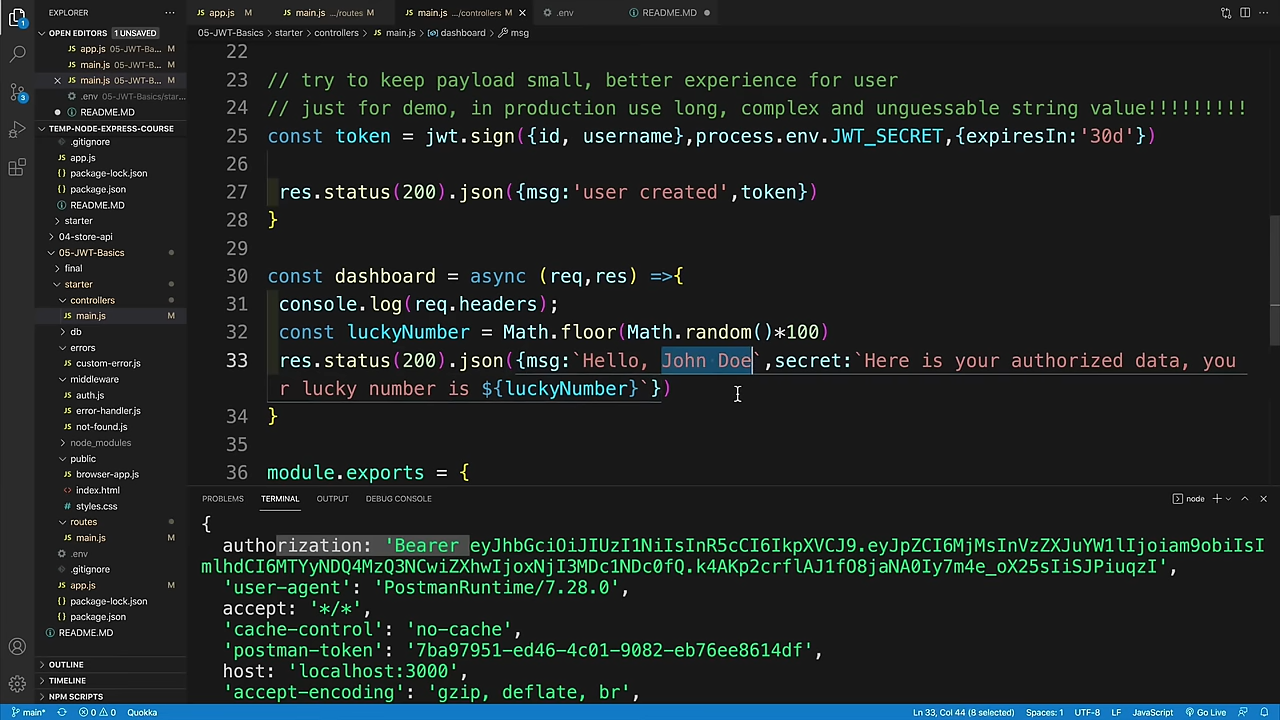 EXPLORER
OPEN EDITORS 1 UNSAVED
app.js 05-JWT-Ba... M
main.js 05-JWT-B... M
main.js 05-JWT-B... M
.env 05-JWT-Basics/star...
README.MD
TEMP-NODE-EXPRESS-COURSE
.gitignore
app.js
package-lock.json
package.json
README.MD
starter
04-store-api
05-JWT-Basics
final
starter
controllers
main.js M
db
errors
custom-error.js
middleware
auth.js
error-handler.js
not-found.js
node_modules
public
browser-app.js
index.html
styles.css
routes
main.js M
.env
.gitignore
app.js M
package-lock.json
package.json
README.MD
OUTLINE
TIMELINE
NPM SCRIPTS
app.js M main.js .../routes M main.js .../controllers M .env README.MD
05-JWT-Basics > starter > controllers > JS main.js > dashboard > msg
22
23 // try to keep payload small, better experience for user
24 // just for demo, in production use long, complex and unguessable string value!!!!!!!!!
25 const token = jwt.sign({id, username},process.env.JWT_SECRET,{expiresIn:'30d'})
26
27 res.status(200).json({msg:'user created',token})
28 }
29
30 const dashboard = async (req,res) =>{
31 console.log(req.headers);
32 const luckyNumber = Math.floor(Math.random()*100)
33 res.status(200).json({msg:`Hello, John Doe`,secret:`Here is your authorized data, you
r lucky number is ${luckyNumber}`})
34 }
35
36 module.exports = {
PROBLEMS TERMINAL OUTPUT DEBUG CONSOLE node
{
authorization: 'Bearer eyJhbGciOiJIUzI1NiIsInR5cCI6IkpXVCJ9.eyJpZCI6MjMsInVzZXJuYW1lIjoiam9obiIsI
mlhdCI6MTYyNDQ4MzQ3NCwiZXhwIjoxNjI3MDc1NDc0fQ.k4AKp2crflAJ1fO8jaNA0Iy7m4e_oX25sIiSJPiuqzI',
'user-agent': 'PostmanRuntime/7.28.0',
accept: '*/*',
'cache-control': 'no-cache',
'postman-token': '7ba97951-ed46-4c01-9082-eb76ee8614df',
host: 'localhost:3000',
'accept-encoding': 'gzip, deflate, br',
main* 0 0 Quokka Ln 33, Col 44 (8 selected) Spaces: 1 UTF-8 LF JavaScript Go Live